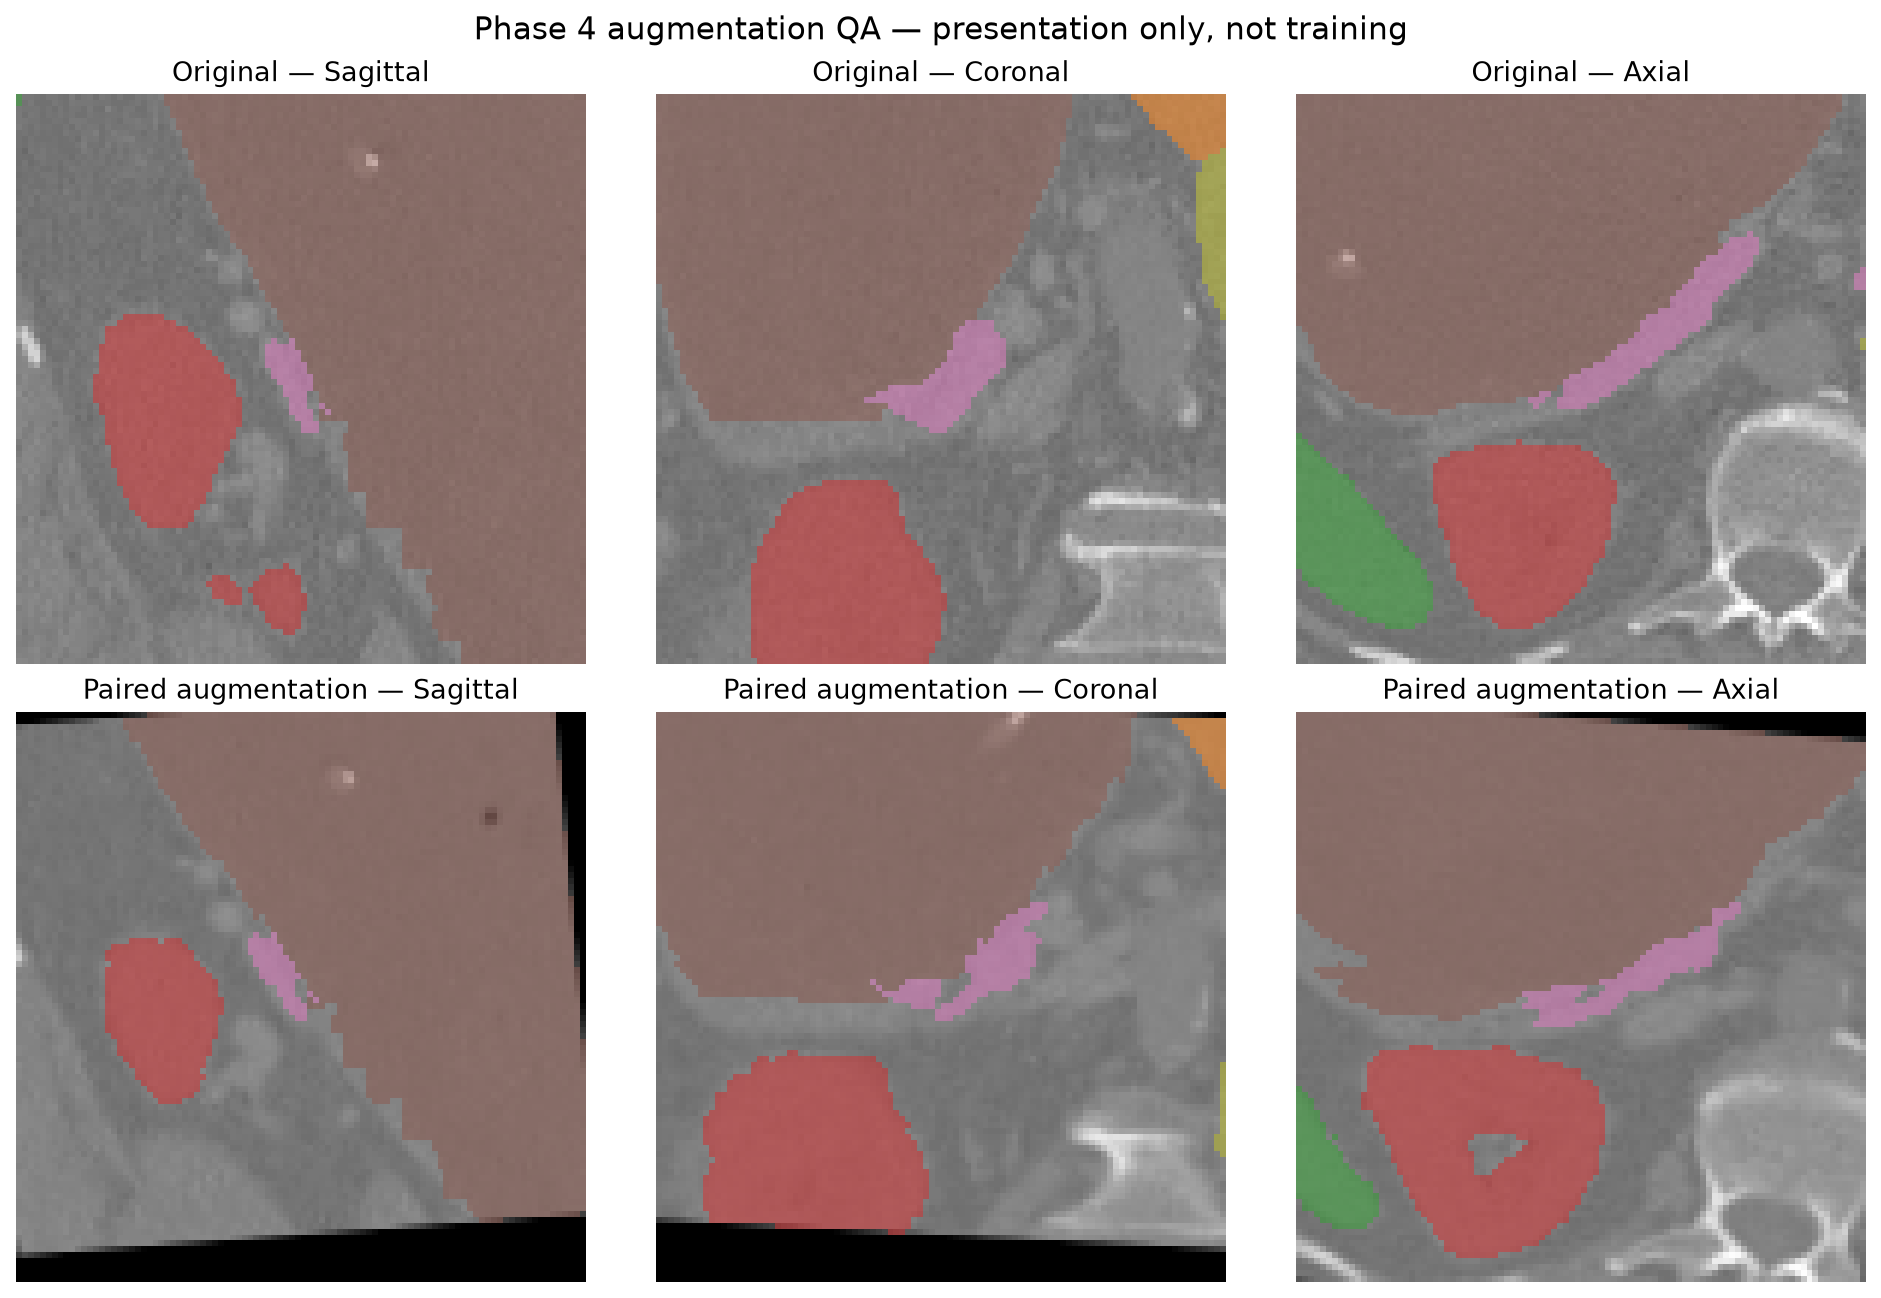 Phase 4 augmentation QA — presentation only, not training
Original — Sagittal
Original — Coronal
Original — Axial
Paired augmentation — Sagittal
Paired augmentation — Coronal
Paired augmentation — Axial